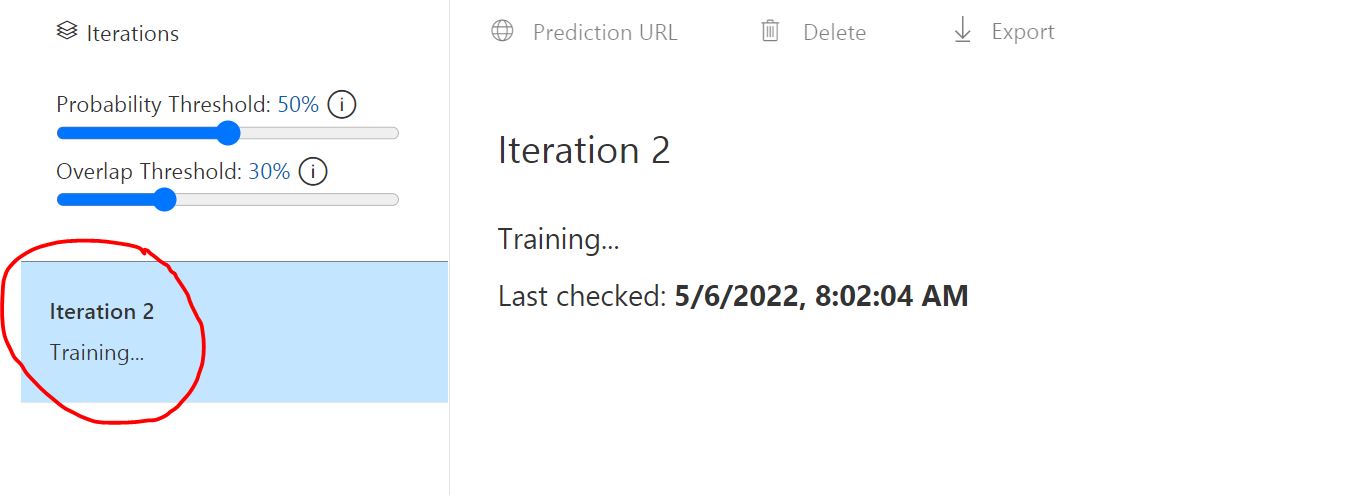 Iterations
Probability Threshold: 50% i
Overlap Threshold: 30% i
Iteration 2
Training...
Prediction URL
Delete
Export
Iteration 2
Training...
Last checked: 5/6/2022, 8:02:04 AM